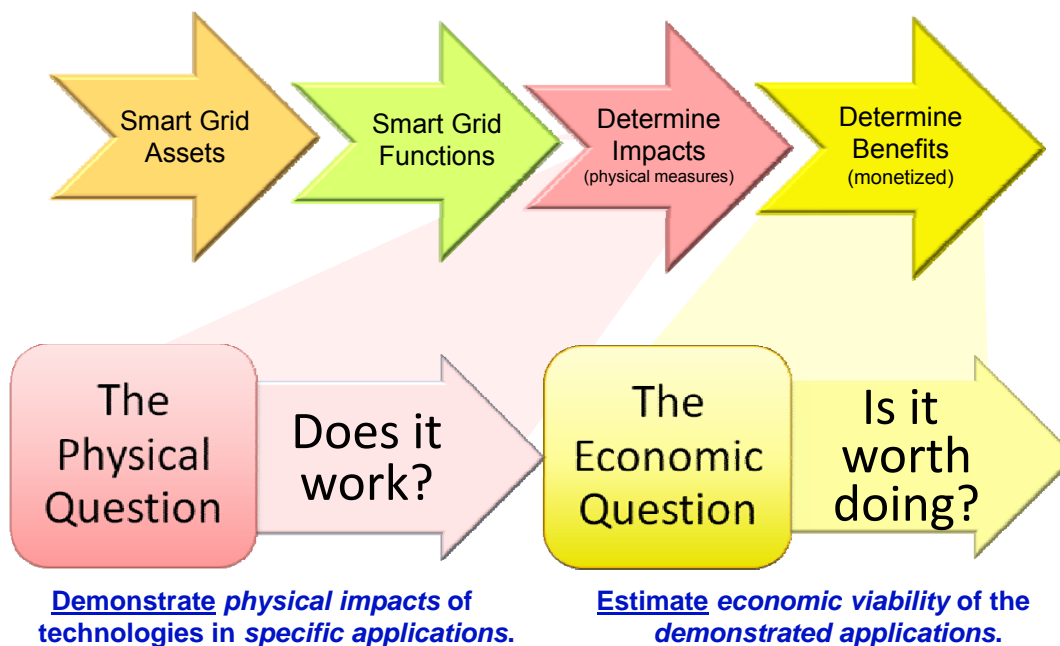 Smart Grid
Assets
Smart Grid
Functions
Determine
Impacts
(physical measures)
Determine
Benefits
(monetized)
The
Physical
Question
Does it
work?
The
Economic
Question
Is it
worth
doing?
Demonstrate physical impacts of
technologies in specific applications.
Estimate economic viability of the
demonstrated applications.